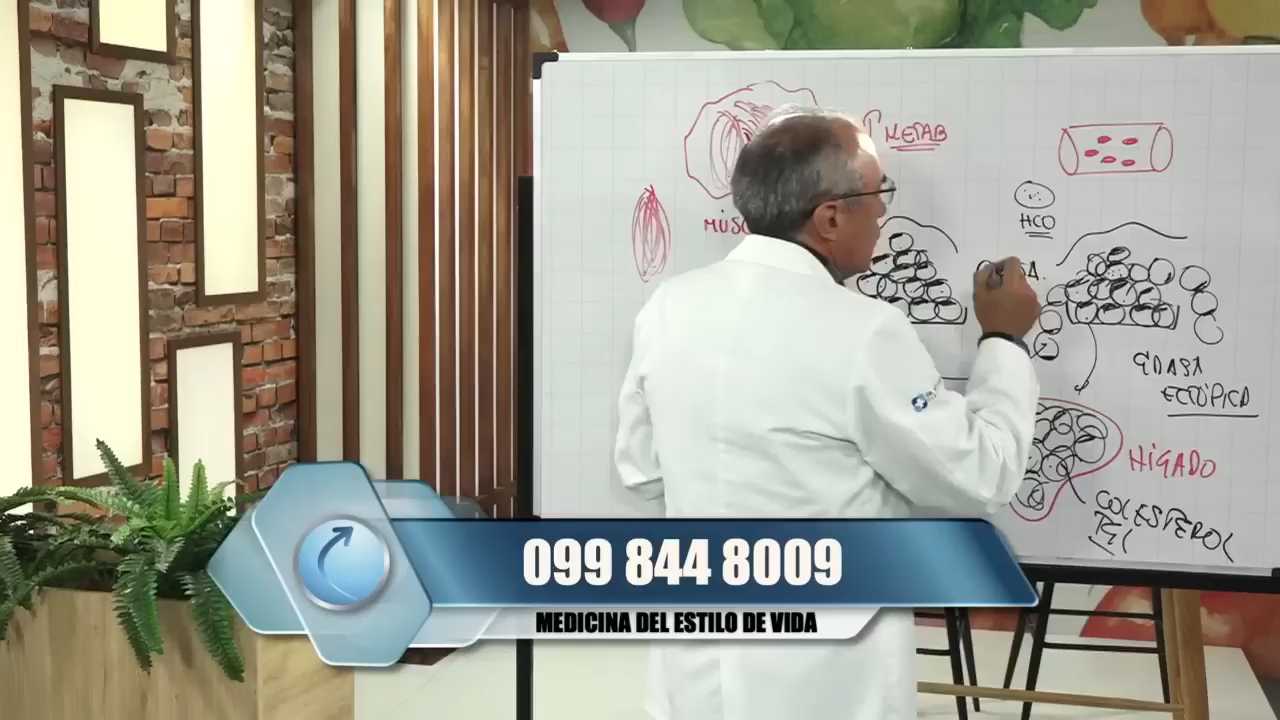 ↑ METAB
HCO
GRASA
ECTÓPICA
HÍGADO
COLESTEROL
099 844 8009
MEDICINA DEL ESTILO DE VIDA